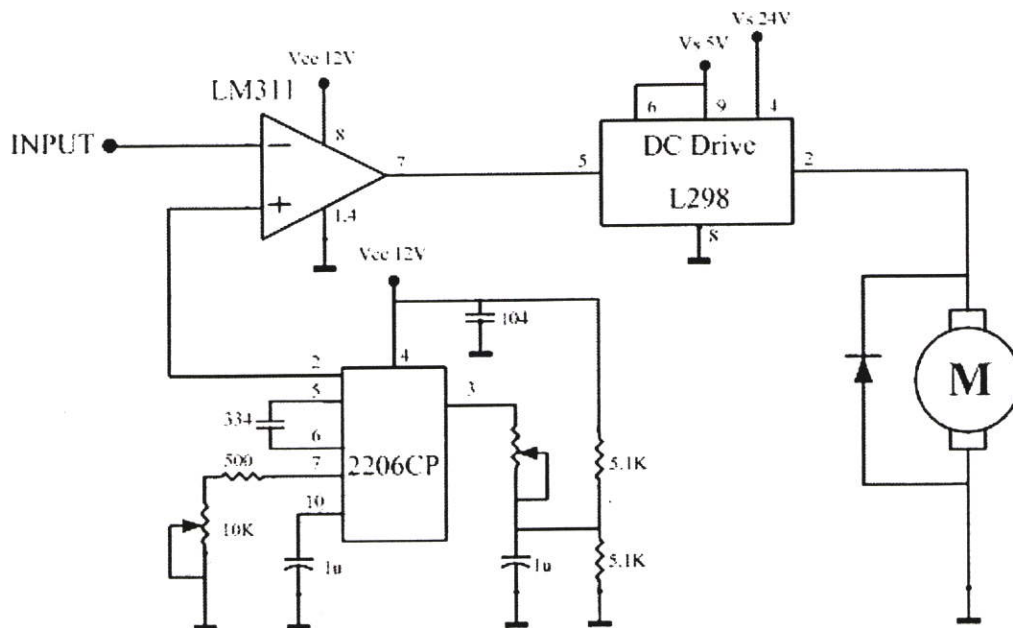 Vs 24V
Vs 5V
Vcc 12V
LM311
6 9 4
INPUT
8
DC Drive
7
5
2
L298
1,4
8
Vcc 12V
104
4
2
5
3
334
6
M
500
7
2206CP
5.1K
10
10K
1u
1u
5.1K